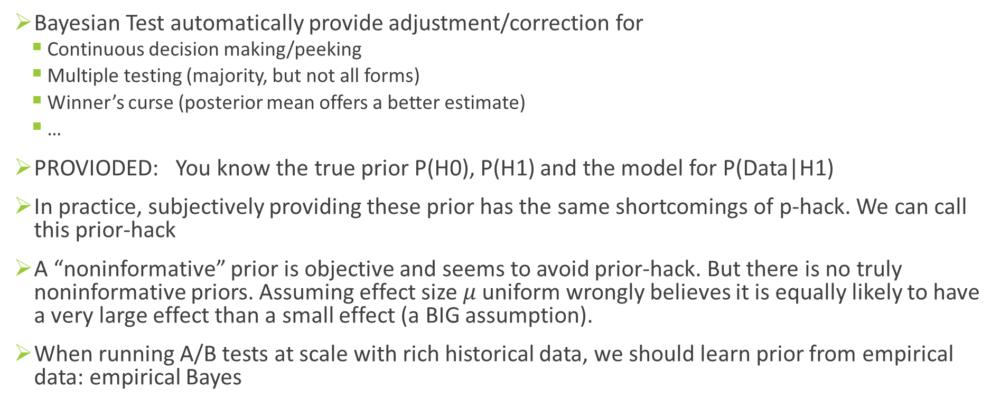 Bayesian Test automatically provide adjustment/correction for
Continuous decision making/peeking
Multiple testing (majority, but not all forms)
Winner’s curse (posterior mean offers a better estimate)
…
PROVIODED: You know the true prior P(H0), P(H1) and the model for P(Data|H1)
In practice, subjectively providing these prior has the same shortcomings of p-hack. We can call
this prior-hack
A “noninformative” prior is objective and seems to avoid prior-hack. But there is no truly
noninformative priors. Assuming effect size 𝜇 uniform wrongly believes it is equally likely to have
a very large effect than a small effect (a BIG assumption).
When running A/B tests at scale with rich historical data, we should learn prior from empirical
data: empirical Bayes